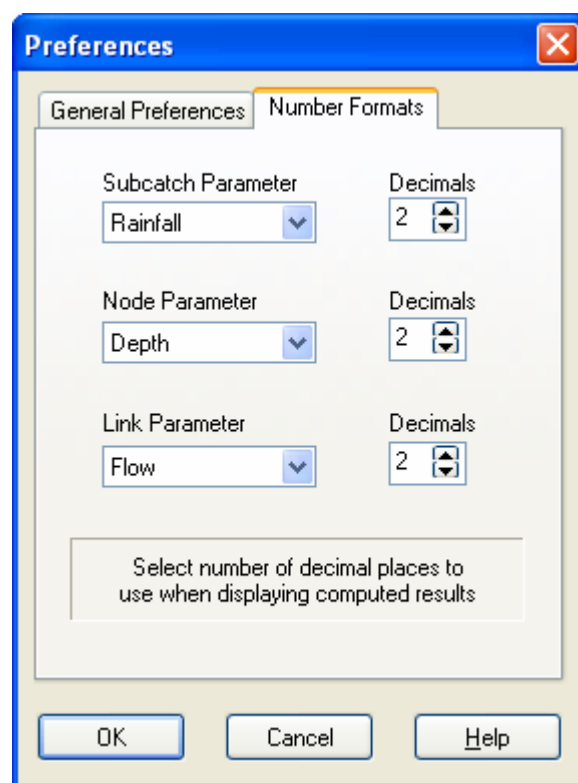 Preferences
General Preferences
Number Formats
Subcatch Parameter
Decimals
Rainfall
2
Node Parameter
Decimals
Depth
2
Link Parameter
Decimals
Flow
2
Select number of decimal places to
use when displaying computed results
OK
Cancel
Help